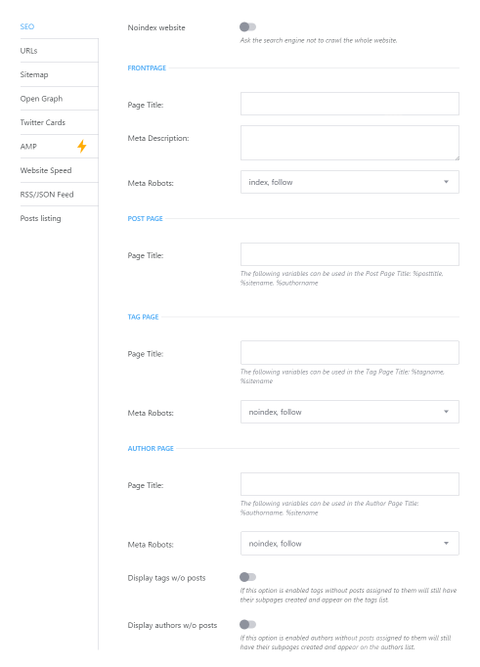 SEO
URLs
Sitemap
Open Graph
Twitter Cards
AMP
Website Speed
RSS/JSON Feed
Posts listing
Noindex website
Ask the search engine not to crawl the whole website.
FRONTPAGE
Page Title:
Meta Description:
Meta Robots:
index, follow
POST PAGE
Page Title:
The following variables can be used in the Post Page Title: %posttitle,
%sitename, %authorname
TAG PAGE
Page Title:
The following variables can be used in the Tag Page Title: %tagname,
%sitename
Meta Robots:
noindex, follow
AUTHOR PAGE
Page Title:
The following variables can be used in the Author Page Title:
%authorname, %sitename
Meta Robots:
noindex, follow
Display tags w/o posts
If this option is enabled tags without posts assigned to them will still have
their subpages created and appear on the tags list.
Display authors w/o posts
If this option is enabled authors without posts assigned to them will still
have their subpages created and appear on the authors list.